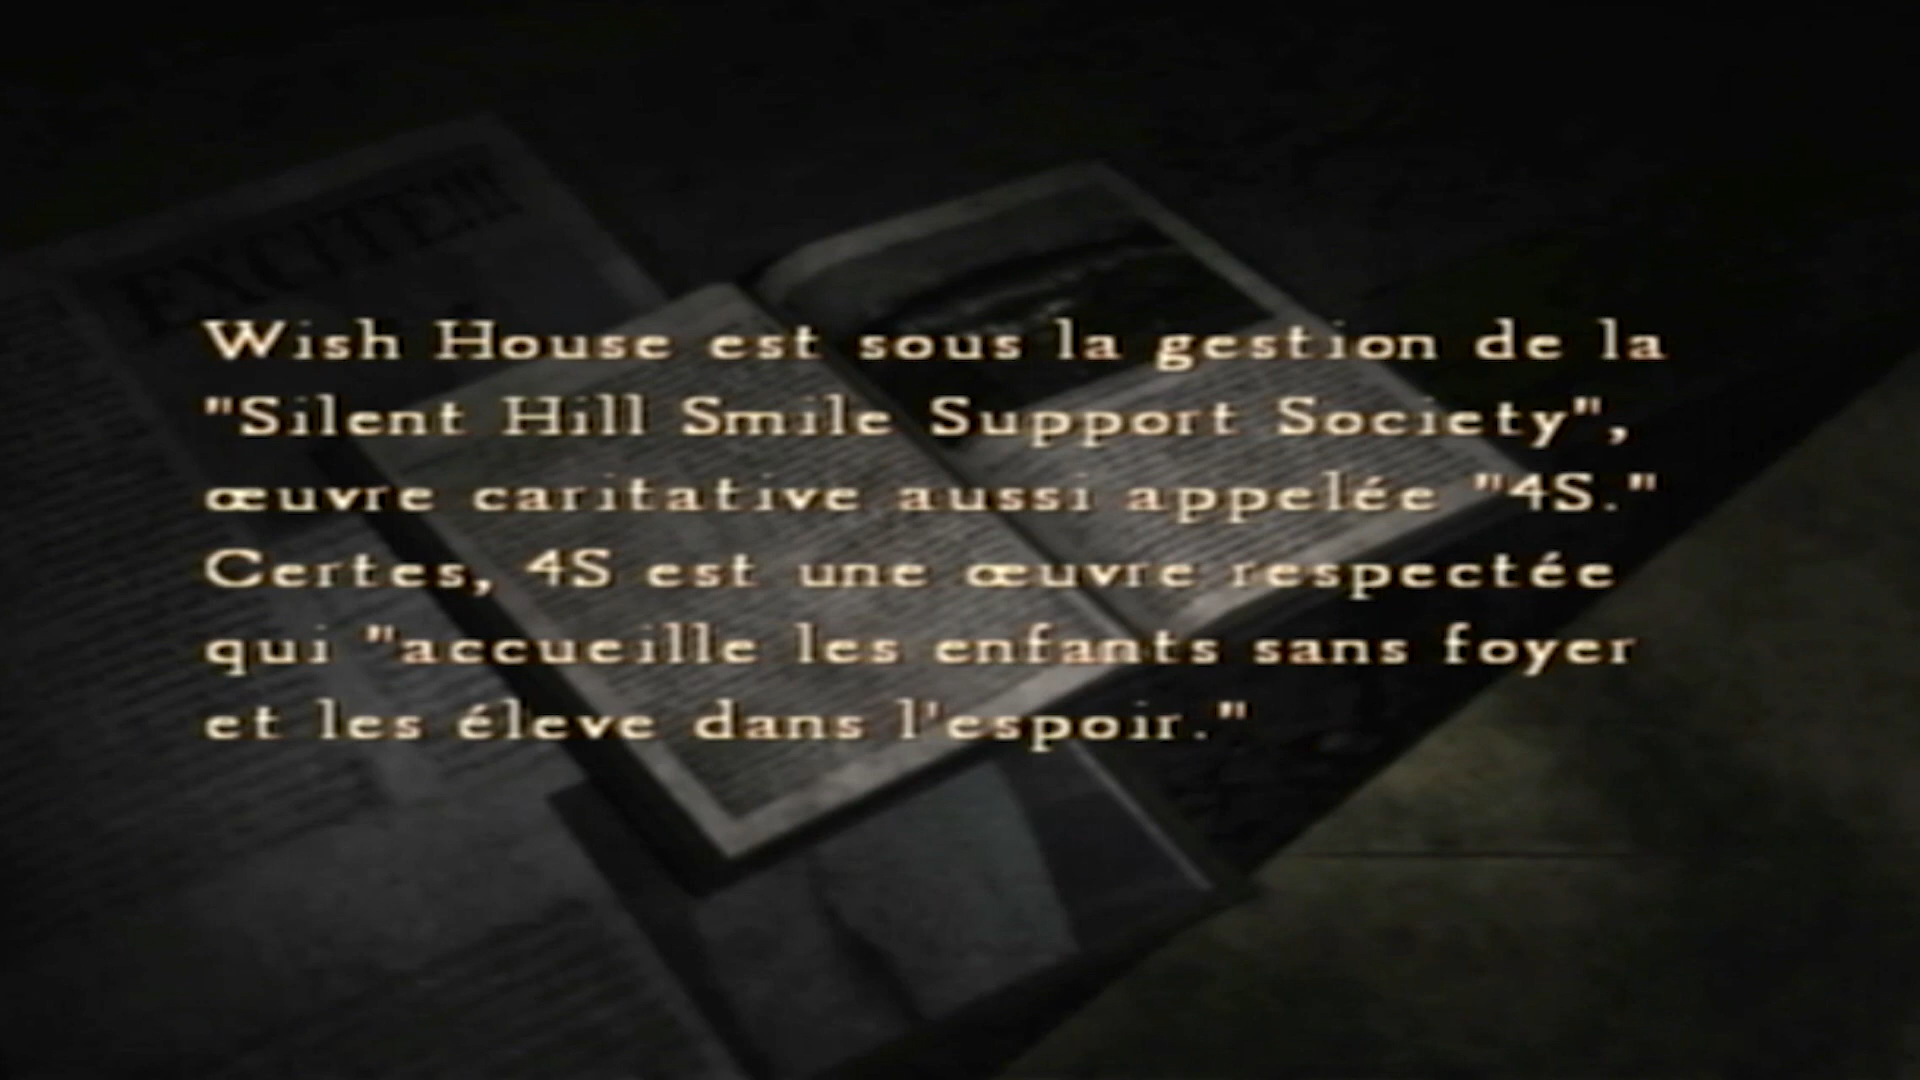 EXCITE!!!
Wish House est sous la gestion de la
"Silent Hill Smile Support Society",
œuvre caritative aussi appelée "4S."
Certes, 4S est une œuvre respectée
qui "accueille les enfants sans foyer
et les éleve dans l'espoir."